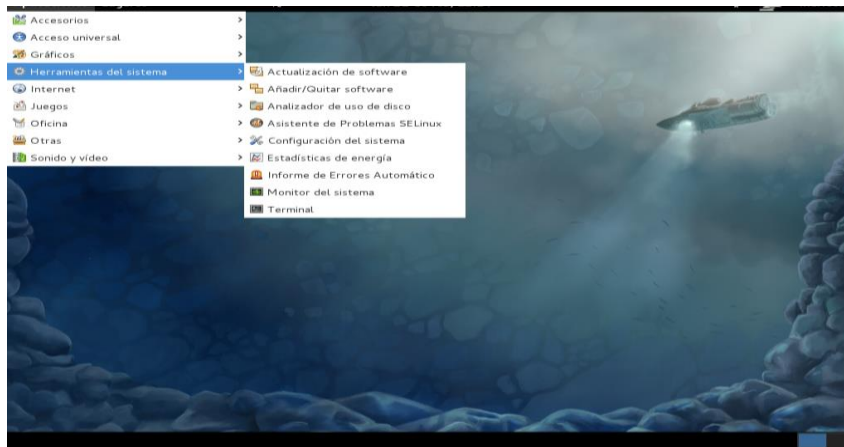 Accesorios
Acceso universal
Gráficos
Herramientas del sistema
Internet
Juegos
Oficina
Otras
Sonido y vídeo
Actualización de software
Añadir/Quitar software
Analizador de uso de disco
Asistente de Problemas SELinux
Configuración del sistema
Estadísticas de energía
Informe de Errores Automático
Monitor del sistema
Terminal